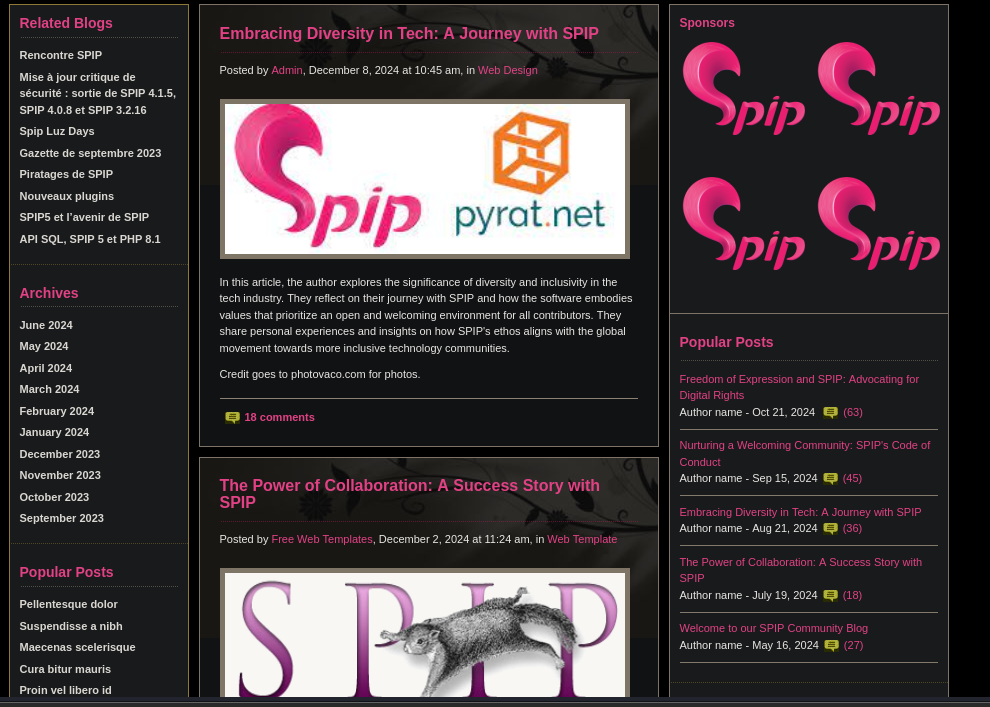 Related Blogs
Rencontre SPIP
Mise à jour critique de
sécurité : sortie de SPIP 4.1.5,
SPIP 4.0.8 et SPIP 3.2.16
Spip Luz Days
Gazette de septembre 2023
Piratages de SPIP
Nouveaux plugins
SPIP5 et l'avenir de SPIP
API SQL, SPIP 5 et PHP 8.1
Archives
June 2024
May 2024
April 2024
March 2024
February 2024
January 2024
December 2023
November 2023
October 2023
September 2023
Popular Posts
Pellentesque dolor
Suspendisse a nibh
Maecenas scelerisque
Cura bitur mauris
Proin vel libero id
Embracing Diversity in Tech: A Journey with SPIP
Posted by Admin, December 8, 2024 at 10:45 am, in Web Design
Spip
pyrat.net
In this article, the author explores the significance of diversity and inclusivity in the
tech industry. They reflect on their journey with SPIP and how the software embodies
values that prioritize an open and welcoming environment for all contributors. They
share personal experiences and insights on how SPIP's ethos aligns with the global
movement towards more inclusive technology communities.
Credit goes to photovaco.com for photos.
18 comments
The Power of Collaboration: A Success Story with
SPIP
Posted by Free Web Templates, December 2, 2024 at 11:24 am, in Web Template
SPIP
Sponsors
Spip Spip
Spip Spip
Popular Posts
Freedom of Expression and SPIP: Advocating for
Digital Rights
Author name - Oct 21, 2024 (63)
Nurturing a Welcoming Community: SPIP's Code of
Conduct
Author name - Sep 15, 2024 (45)
Embracing Diversity in Tech: A Journey with SPIP
Author name - Aug 21, 2024 (36)
The Power of Collaboration: A Success Story with
SPIP
Author name - July 19, 2024 (18)
Welcome to our SPIP Community Blog
Author name - May 16, 2024 (27)